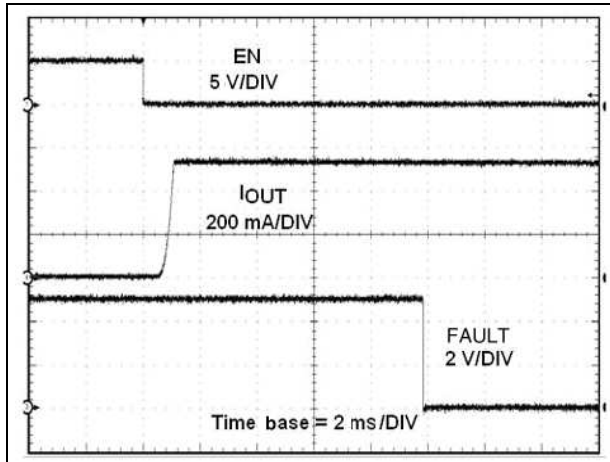 EN
5 V/DIV
IOUT
200 mA/DIV
FAULT
2 V/DIV
Time base = 2 ms/DIV